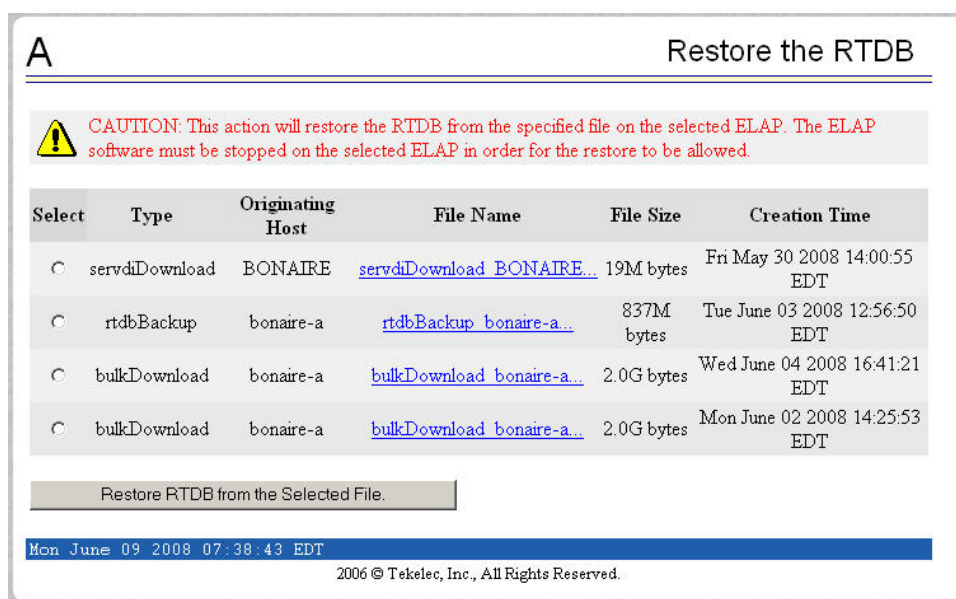 A
Restore the RTDB
CAUTION: This action will restore the RTDB from the specified file on the selected ELAP. The ELAP
software must be stopped on the selected ELAP in order for the restore to be allowed.
Select Type Originating Host File Name File Size Creation Time
servdiDownload BONAIRE servdiDownload_BONAIRE... 19M bytes Fri May 30 2008 14:00:55 EDT
rtdbBackup bonaire-a rtdbBackup_bonaire-a... 837M bytes Tue June 03 2008 12:56:50 EDT
bulkDownload bonaire-a bulkDownload_bonaire-a... 2.0G bytes Wed June 04 2008 16:41:21 EDT
bulkDownload bonaire-a bulkDownload_bonaire-a... 2.0G bytes Mon June 02 2008 14:25:53 EDT
Restore RTDB from the Selected File.
Mon June 09 2008 07:38:43 EDT
2006 © Tekelec, Inc., All Rights Reserved.